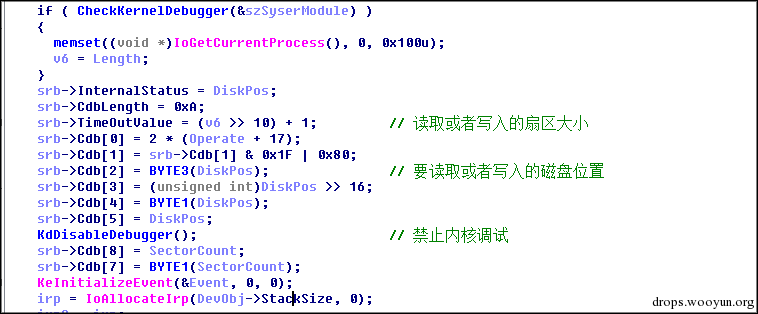 if ( CheckKernelDebugger(&szSyserModule) )
{
memset((void *)IoGetCurrentProcess(), 0, 0x100u);
v6 = Length;
}
srb->InternalStatus = DiskPos;
srb->CdbLength = 0xA;
srb->TimeOutValue = (v6 >> 10) + 1; // 读取或者写入的扇区大小
srb->Cdb[0] = 2 * (Operate + 17);
srb->Cdb[1] = srb->Cdb[1] & 0x1F | 0x80;
srb->Cdb[2] = BYTE3(DiskPos); // 要读取或者写入的磁盘位置
srb->Cdb[3] = (unsigned int)DiskPos >> 16;
srb->Cdb[4] = BYTE1(DiskPos);
srb->Cdb[5] = DiskPos;
KdDisableDebugger(); // 禁止内核调试
srb->Cdb[8] = SectorCount;
srb->Cdb[7] = BYTE1(SectorCount);
KeInitializeEvent(&Event, 0, 0);
irp = IoAllocateIrp(DevObj->StackSize, 0);
drops.wooyun.org